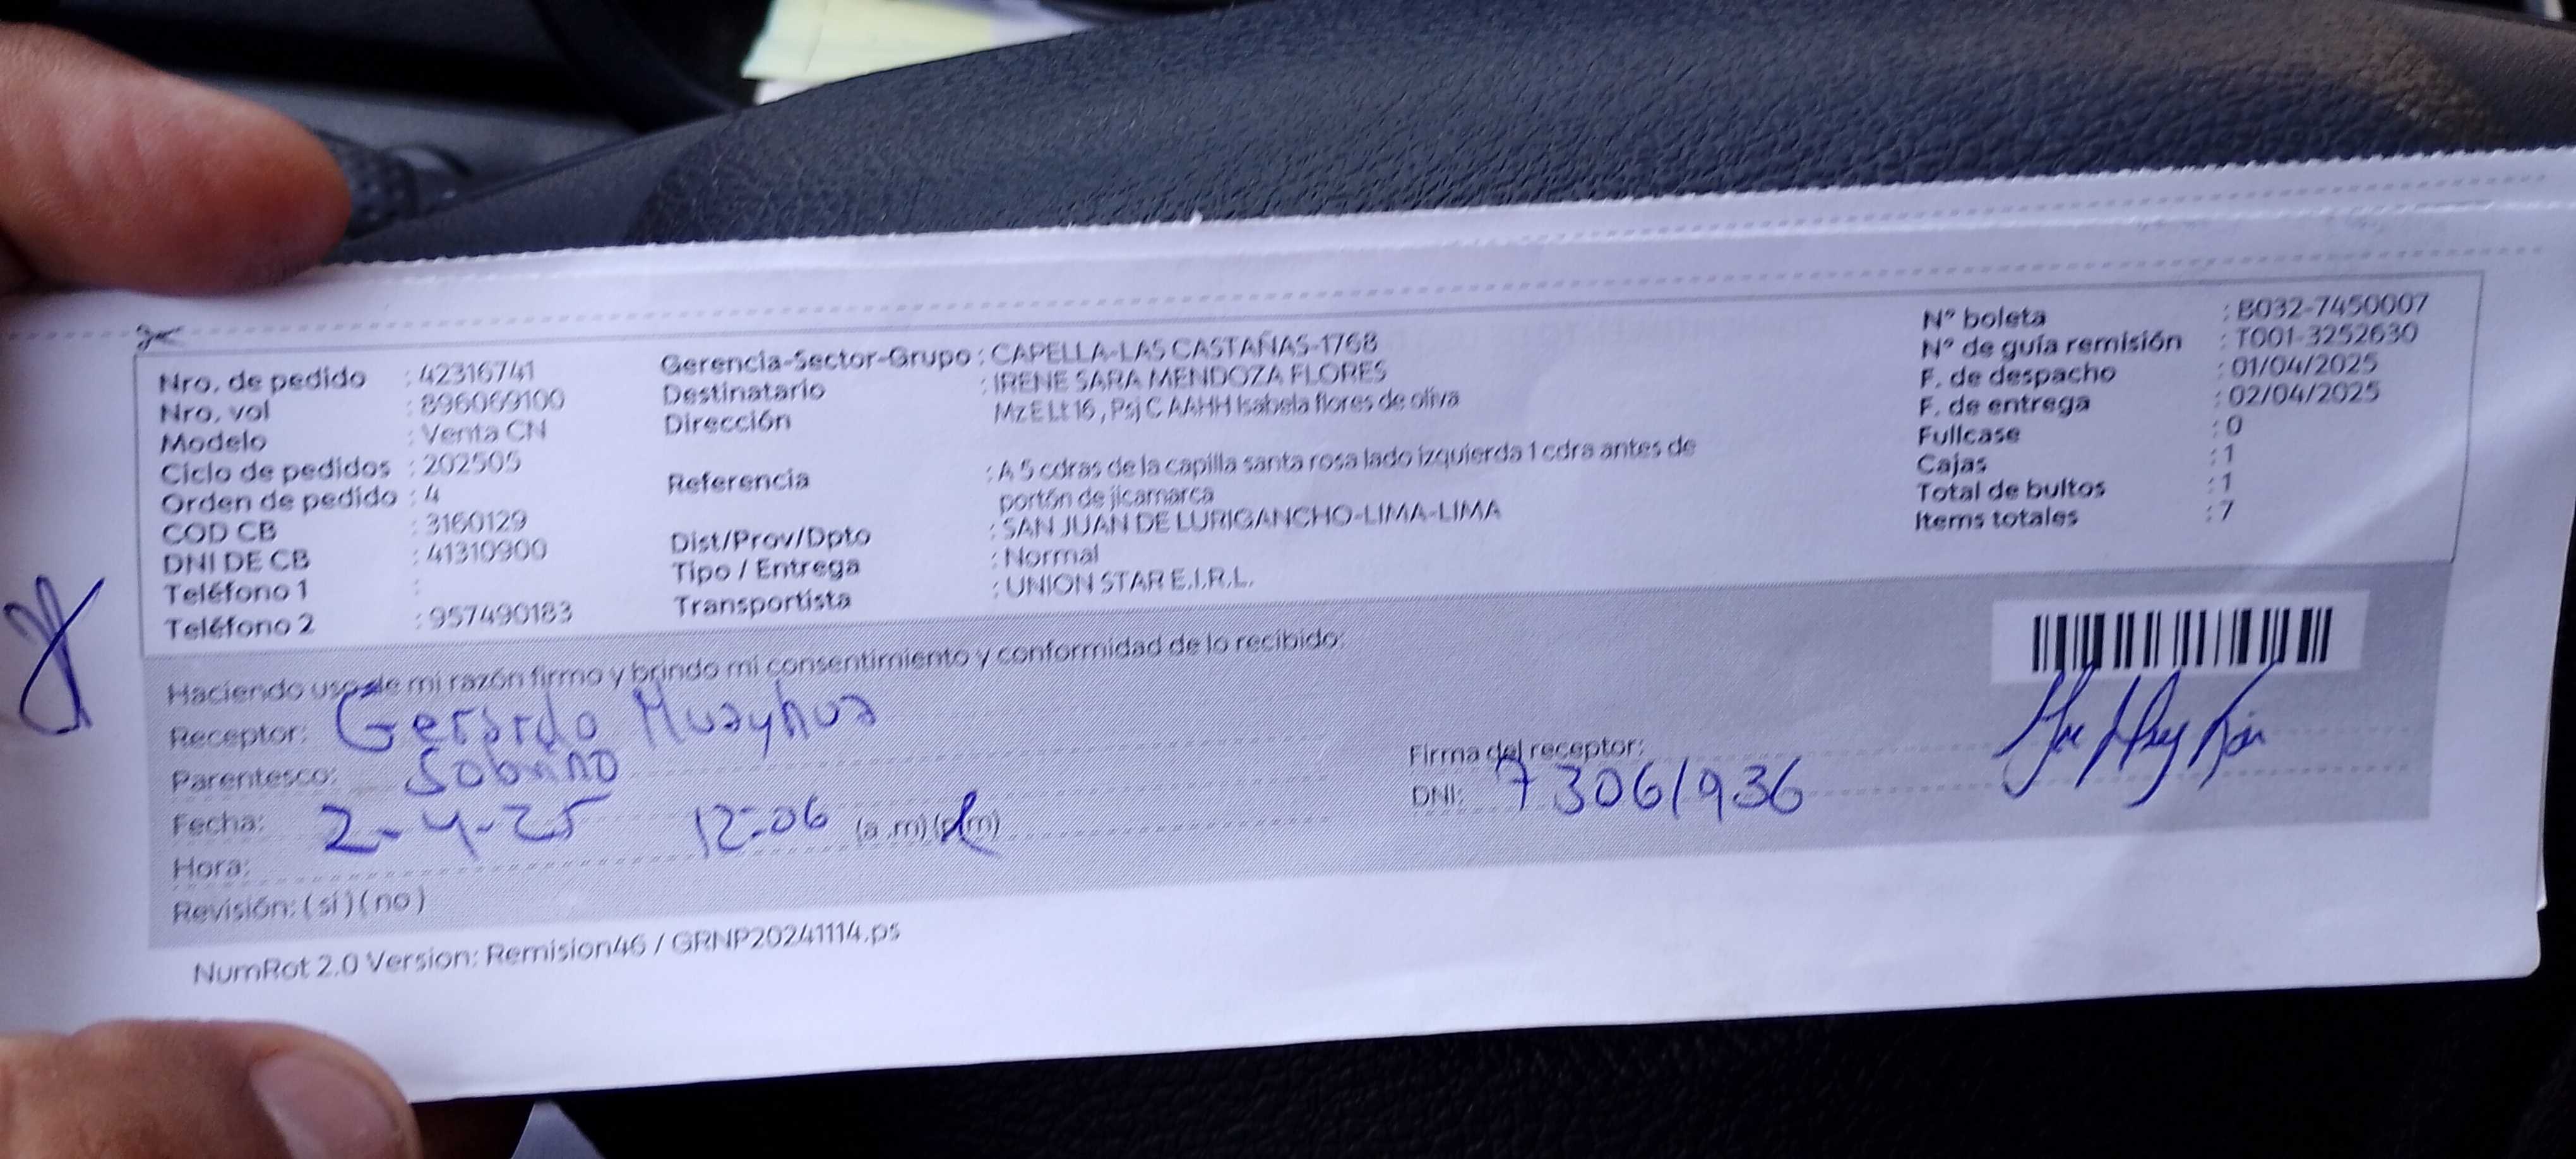 Nro. de pedido : 42316741
Nro. vol : 896069100
Modelo : Venta CN
Ciclo de pedidos : 202505
Orden de pedido : 4
COD CB : 3160129
DNI DE CB : 41310900
Teléfono 1 :
Teléfono 2 : 957490183
Gerencia-Sector-Grupo : CAPELLA-LAS CASTAÑAS-1768
Destinatario : IRENE SARA MENDOZA FLORES
Dirección Mz E Lt 16 , Psj C AAHH Isabela flores de oliva
Referencia : A 5 cdras de la capilla santa rosa lado izquierda 1 cdra antes de
portón de jicamarca
Dist/Prov/Dpto : SAN JUAN DE LURIGANCHO-LIMA-LIMA
Tipo / Entrega : Normal
Transportista : UNION STAR E.I.R.L.
N° boleta : B032-7450007
N° de guía remisión : T001-3252630
F. de despacho : 01/04/2025
F. de entrega : 02/04/2025
Fullcase : 0
Cajas : 1
Total de bultos : 1
Items totales : 7
Haciendo uso de mi razón firmo y brindo mi consentimiento y conformidad de lo recibido:
Receptor: Gerardo Huayhua
Parentesco: Sobrino
Fecha: 2-4-25 12:06 (a.m) (p.m)
Hora:
Revisión: (si) (no)
Firma del receptor:
DNI: 73061936
NumRot 2.0 Version: Remision46 / GRNP20241114.ps